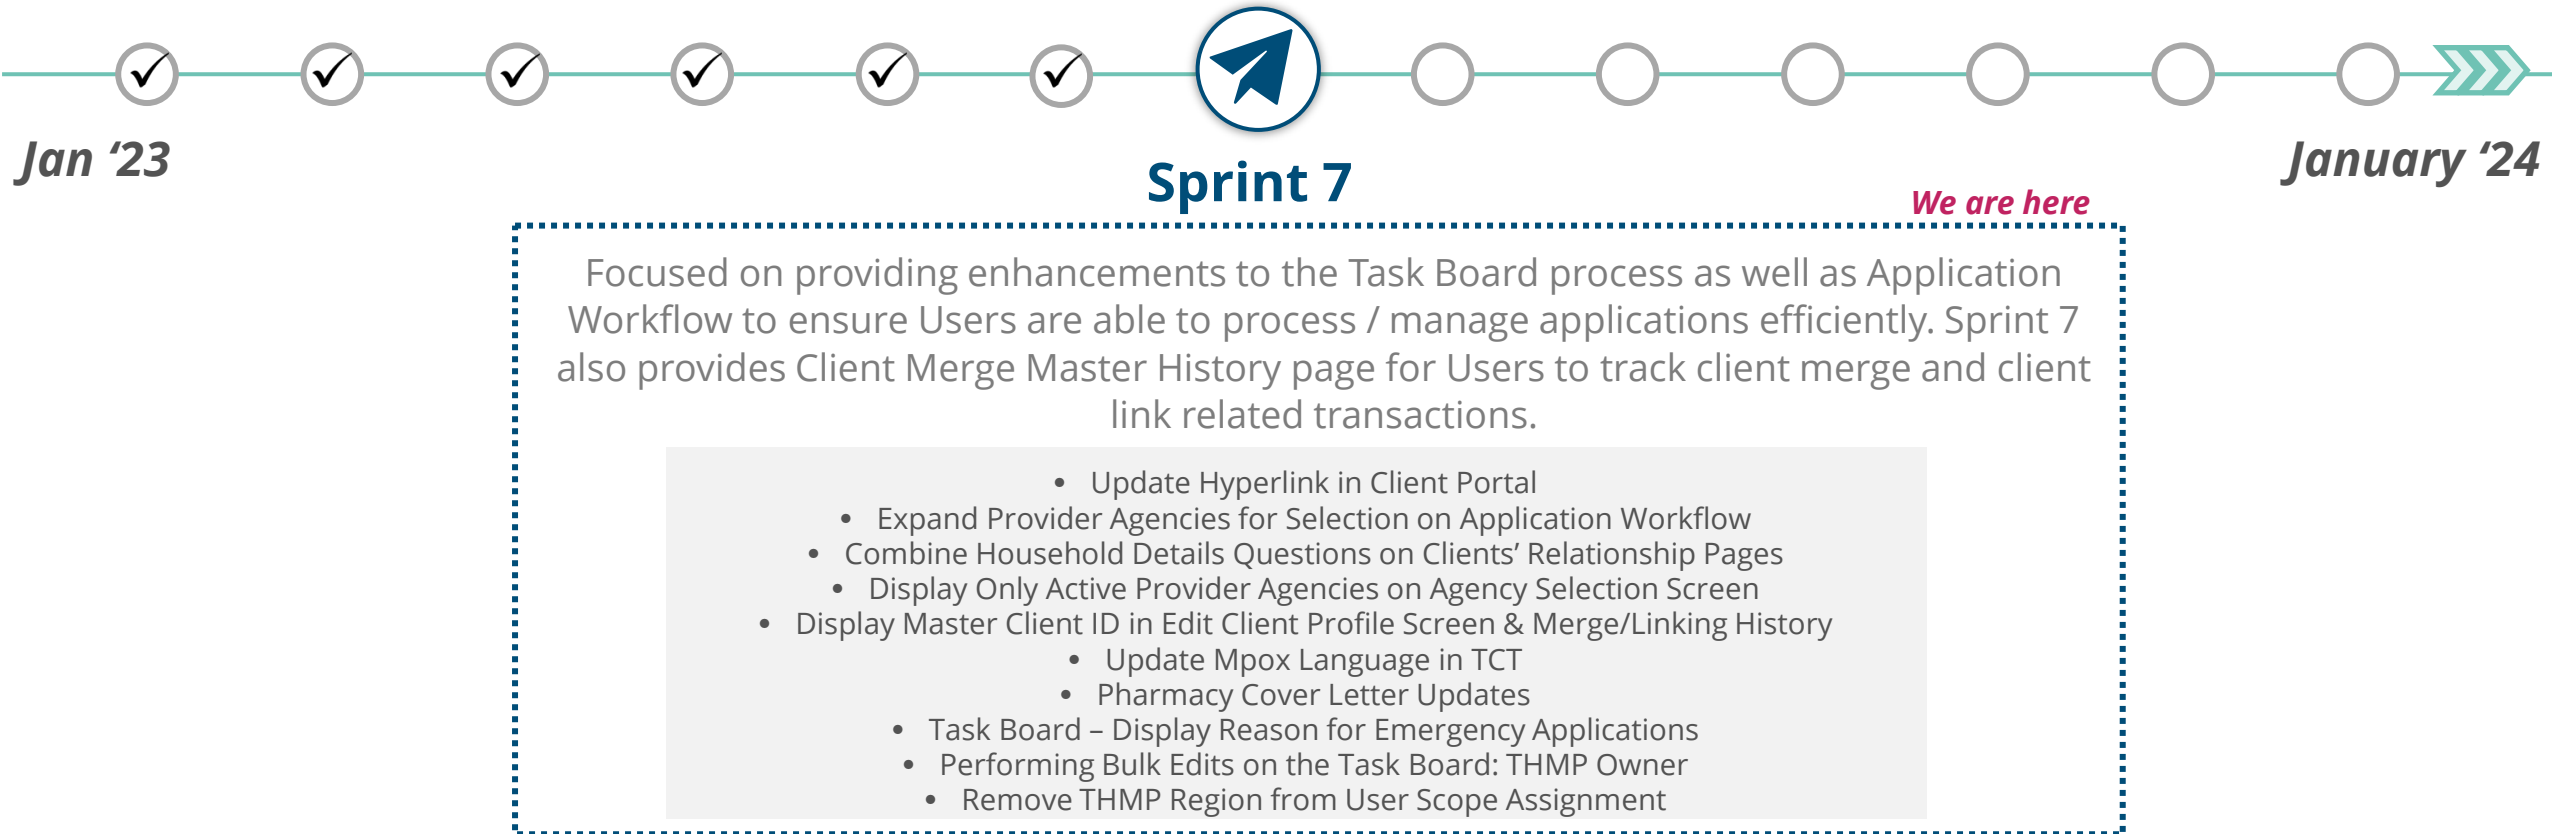 Jan ‘23
January ‘24
Sprint 7
We are here
Focused on providing enhancements to the Task Board process as well as Application
Workflow to ensure Users are able to process / manage applications efficiently. Sprint 7
also provides Client Merge Master History page for Users to track client merge and client
link related transactions.
• Update Hyperlink in Client Portal
• Expand Provider Agencies for Selection on Application Workflow
• Combine Household Details Questions on Clients’ Relationship Pages
• Display Only Active Provider Agencies on Agency Selection Screen
• Display Master Client ID in Edit Client Profile Screen & Merge/Linking History
• Update Mpox Language in TCT
• Pharmacy Cover Letter Updates
• Task Board – Display Reason for Emergency Applications
• Performing Bulk Edits on the Task Board: THMP Owner
• Remove THMP Region from User Scope Assignment